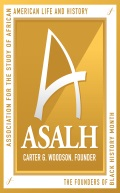 ASSOCIATION FOR THE STUDY OF AFRICAN
AMERICAN LIFE AND HISTORY
A
ASALH
CARTER G. WOODSON, FOUNDER
THE FOUNDERS OF
BLACK HISTORY MONTH